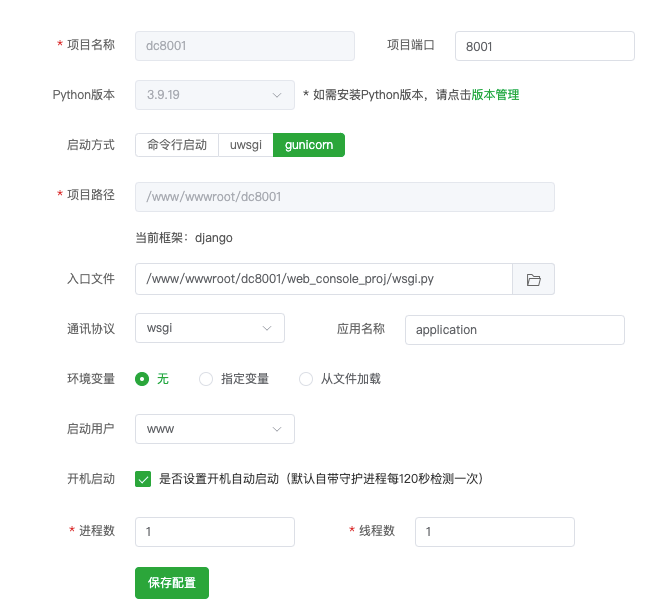 * 项目名称 dc8001 项目端口 8001
Python版本 3.9.19 * 如需安装Python版本，请点击版本管理
启动方式 命令行启动 uwsgi gunicorn
* 项目路径 /www/wwwroot/dc8001
当前框架：django
入口文件 /www/wwwroot/dc8001/web_console_proj/wsgi.py
通讯协议 wsgi 应用名称 application
环境变量 无 指定变量 从文件加载
启动用户 www
开机启动 是否设置开机自动启动（默认自带守护进程每120秒检测一次）
* 进程数 1 * 线程数 1
保存配置